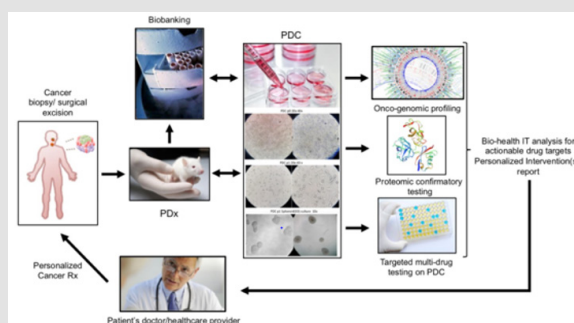 Biobanking
PDC
Cancer
biopsy/ surgical
excision
Onco-genomic profiling
Bio-health IT analysis for
actionable drug targets
Personalized Intervention(s)
report
Proteomic confirmatory
testing
PDx
Targeted multi-drug
testing on PDC
Personalized
Cancer Rx
Patient's doctor/healthcare provider